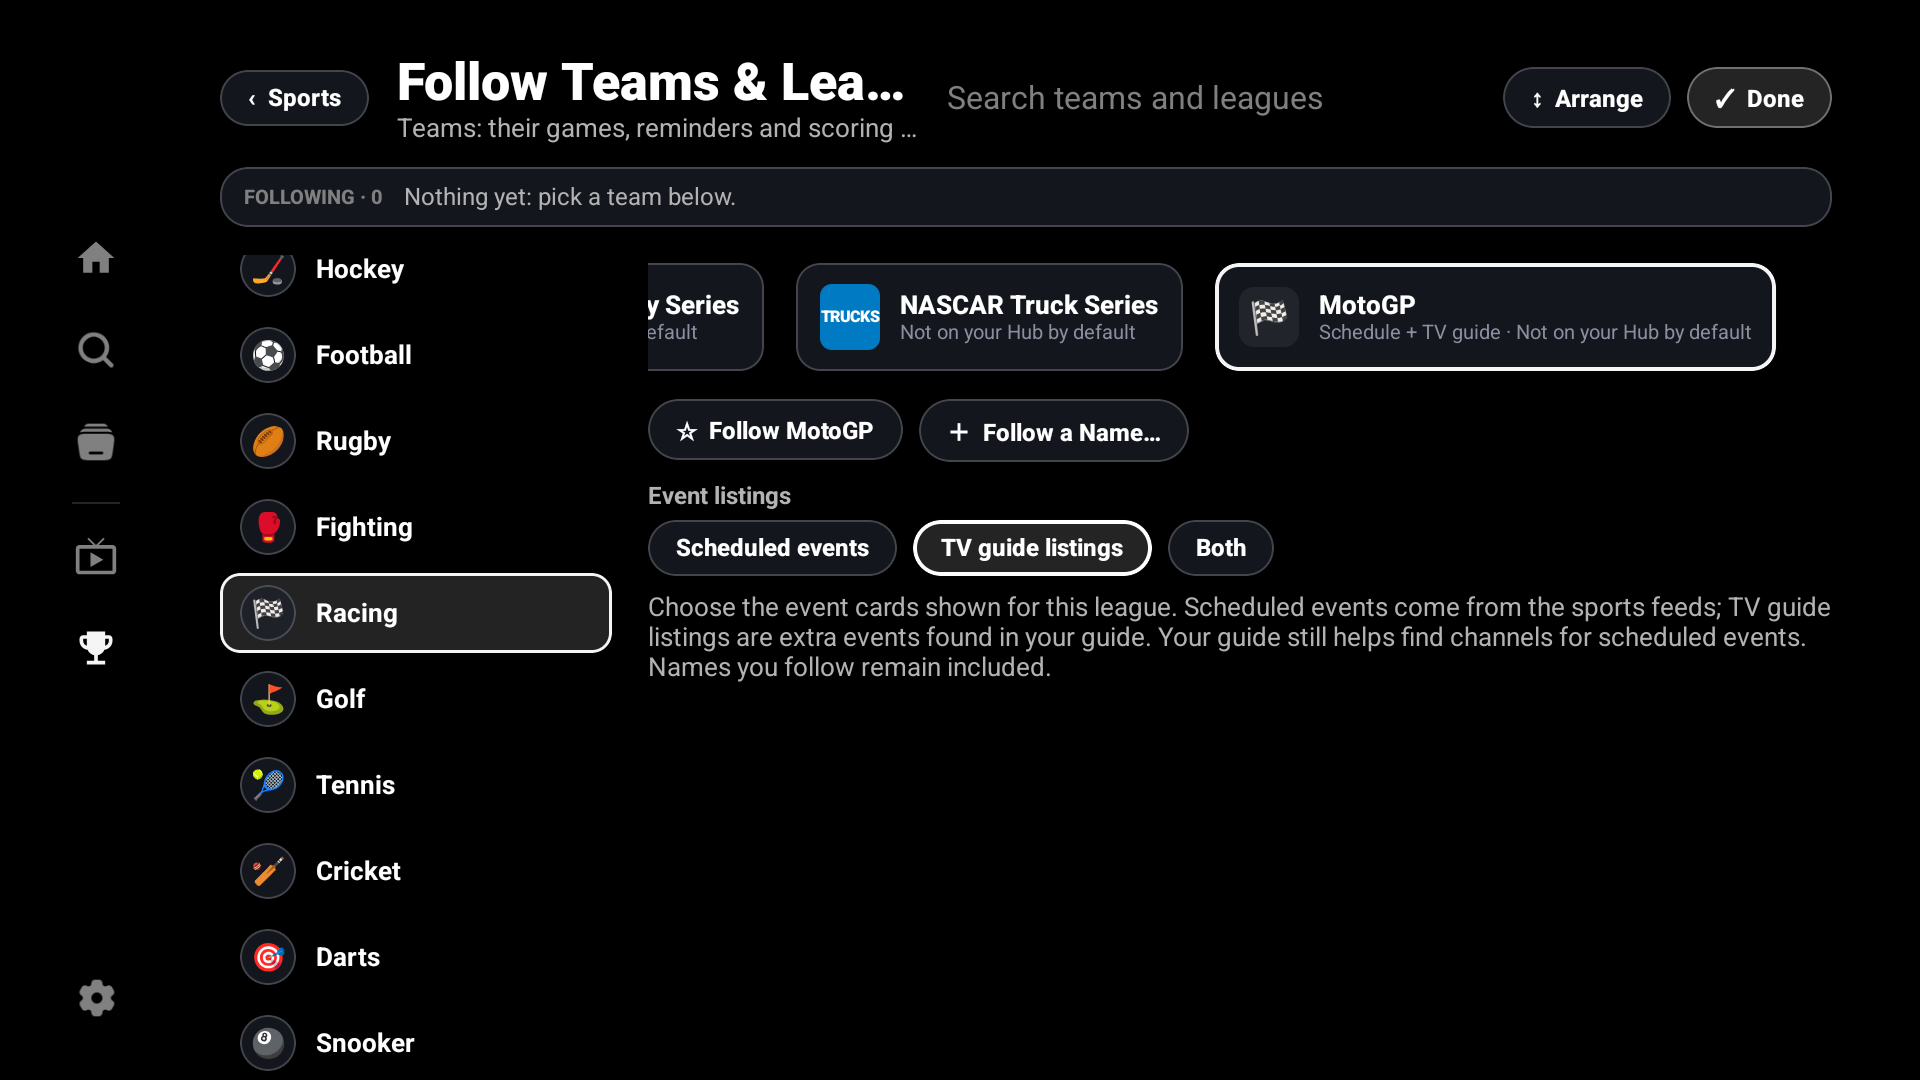 ‹ Sports
Follow Teams & Lea...
Teams: their games, reminders and scoring ...
Search teams and leagues
↕ Arrange
✓ Done
FOLLOWING · 0 Nothing yet: pick a team below.
Hockey
Football
Rugby
Fighting
Racing
Golf
Tennis
Cricket
Darts
8
Snooker
y Series
efault
TRUCKS
NASCAR Truck Series
Not on your Hub by default
MotoGP
Schedule + TV guide · Not on your Hub by default
☆ Follow MotoGP
+ Follow a Name...
Event listings
Scheduled events
TV guide listings
Both
Choose the event cards shown for this league. Scheduled events come from the sports feeds; TV guide
listings are extra events found in your guide. Your guide still helps find channels for scheduled events.
Names you follow remain included.